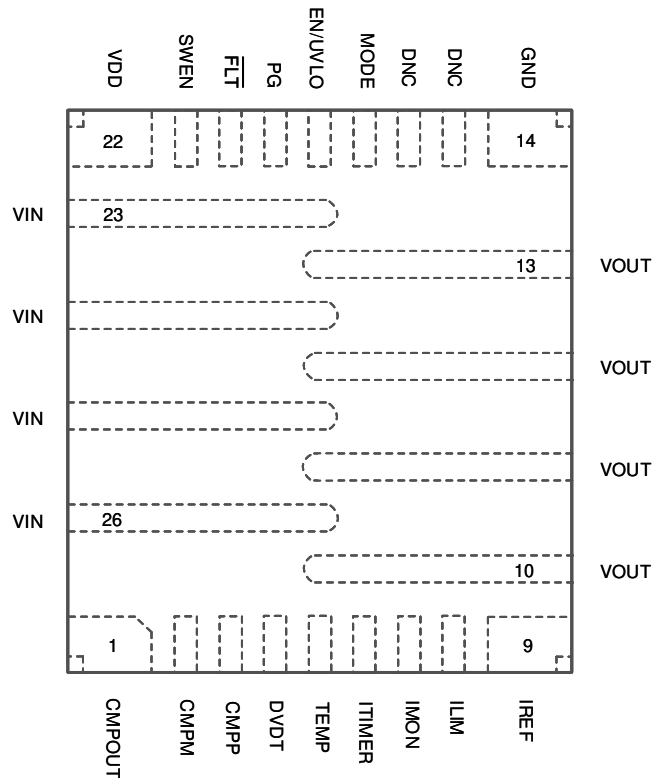 VDD
SWEN
FLT
PG
EN/UVLO
MODE
DNC
DNC
GND
22
14
VIN
23
13
VOUT
VIN
VOUT
VIN
VOUT
VIN
26
10
VOUT
1
9
CMPOUT
CMPM
CMPP
DVDT
TEMP
ITIMER
IMON
ILIM
IREF